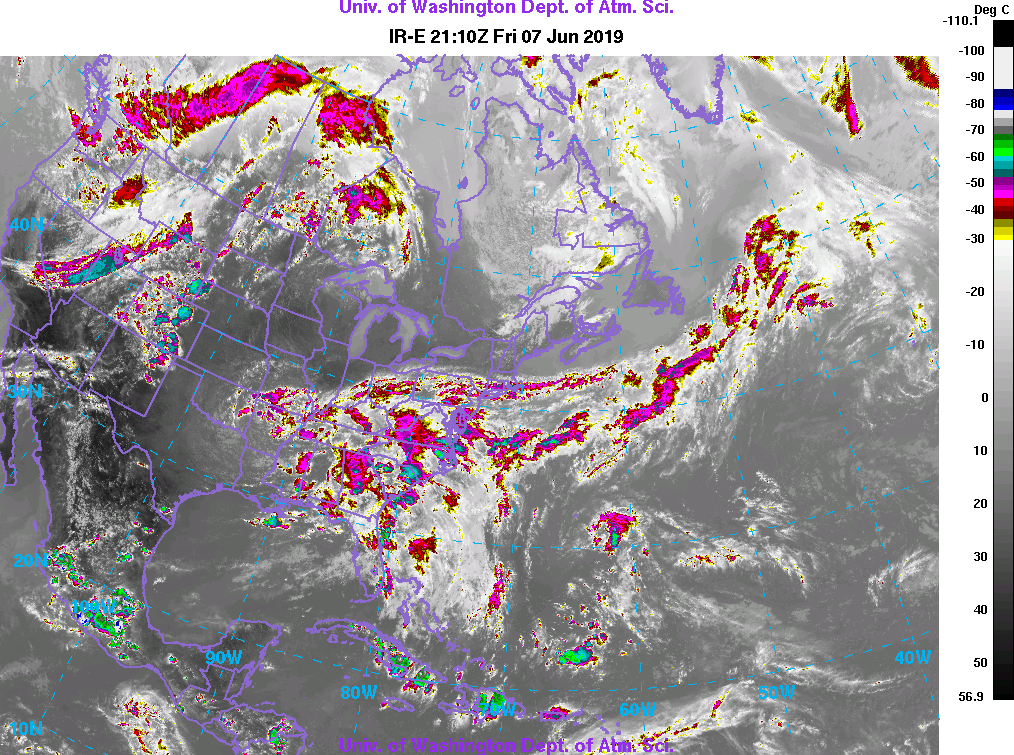 Univ. of Washington Dept. of Atm. Sci.
IR-E 21:10Z Fri 07 Jun 2019
Deg C
-110.1
-100
-90
-80
-70
-60
-50
-40
-30
-20
-10
0
10
20
30
40
50
56.9
40N
30N
20N
100W
90W
40W
80W
50W
70W
60W
10N
Univ. of Washington Dept. of Atm. Sci.